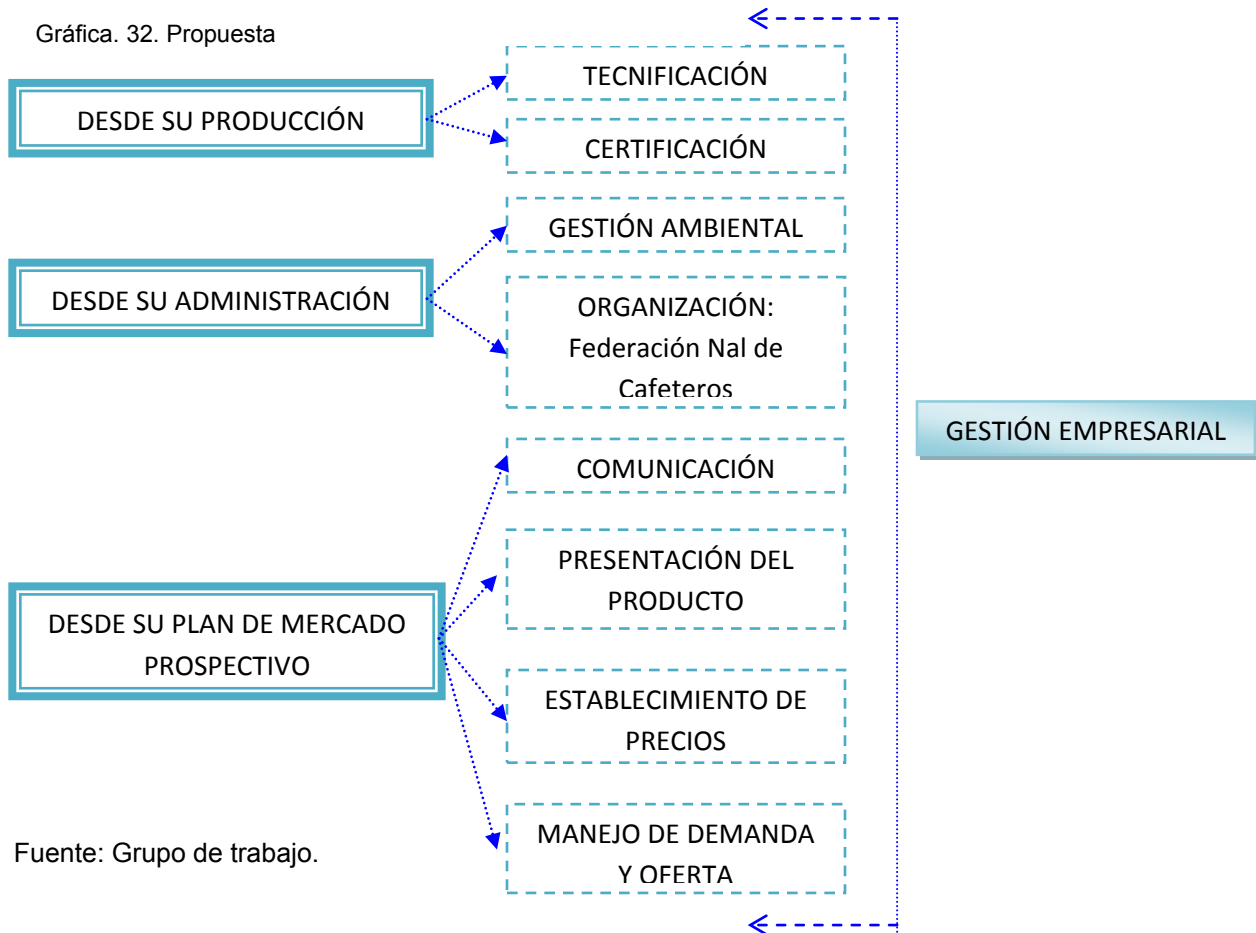 Gráfica. 32. Propuesta
DESDE SU PRODUCCIÓN
TECNIFICACIÓN
CERTIFICACIÓN
DESDE SU ADMINISTRACIÓN
GESTIÓN AMBIENTAL
ORGANIZACIÓN:
Federación Nal de
Cafeteros
DESDE SU PLAN DE MERCADO
PROSPECTIVO
COMUNICACIÓN
PRESENTACIÓN DEL
PRODUCTO
ESTABLECIMIENTO DE
PRECIOS
MANEJO DE DEMANDA
Y OFERTA
GESTIÓN EMPRESARIAL
Fuente: Grupo de trabajo.